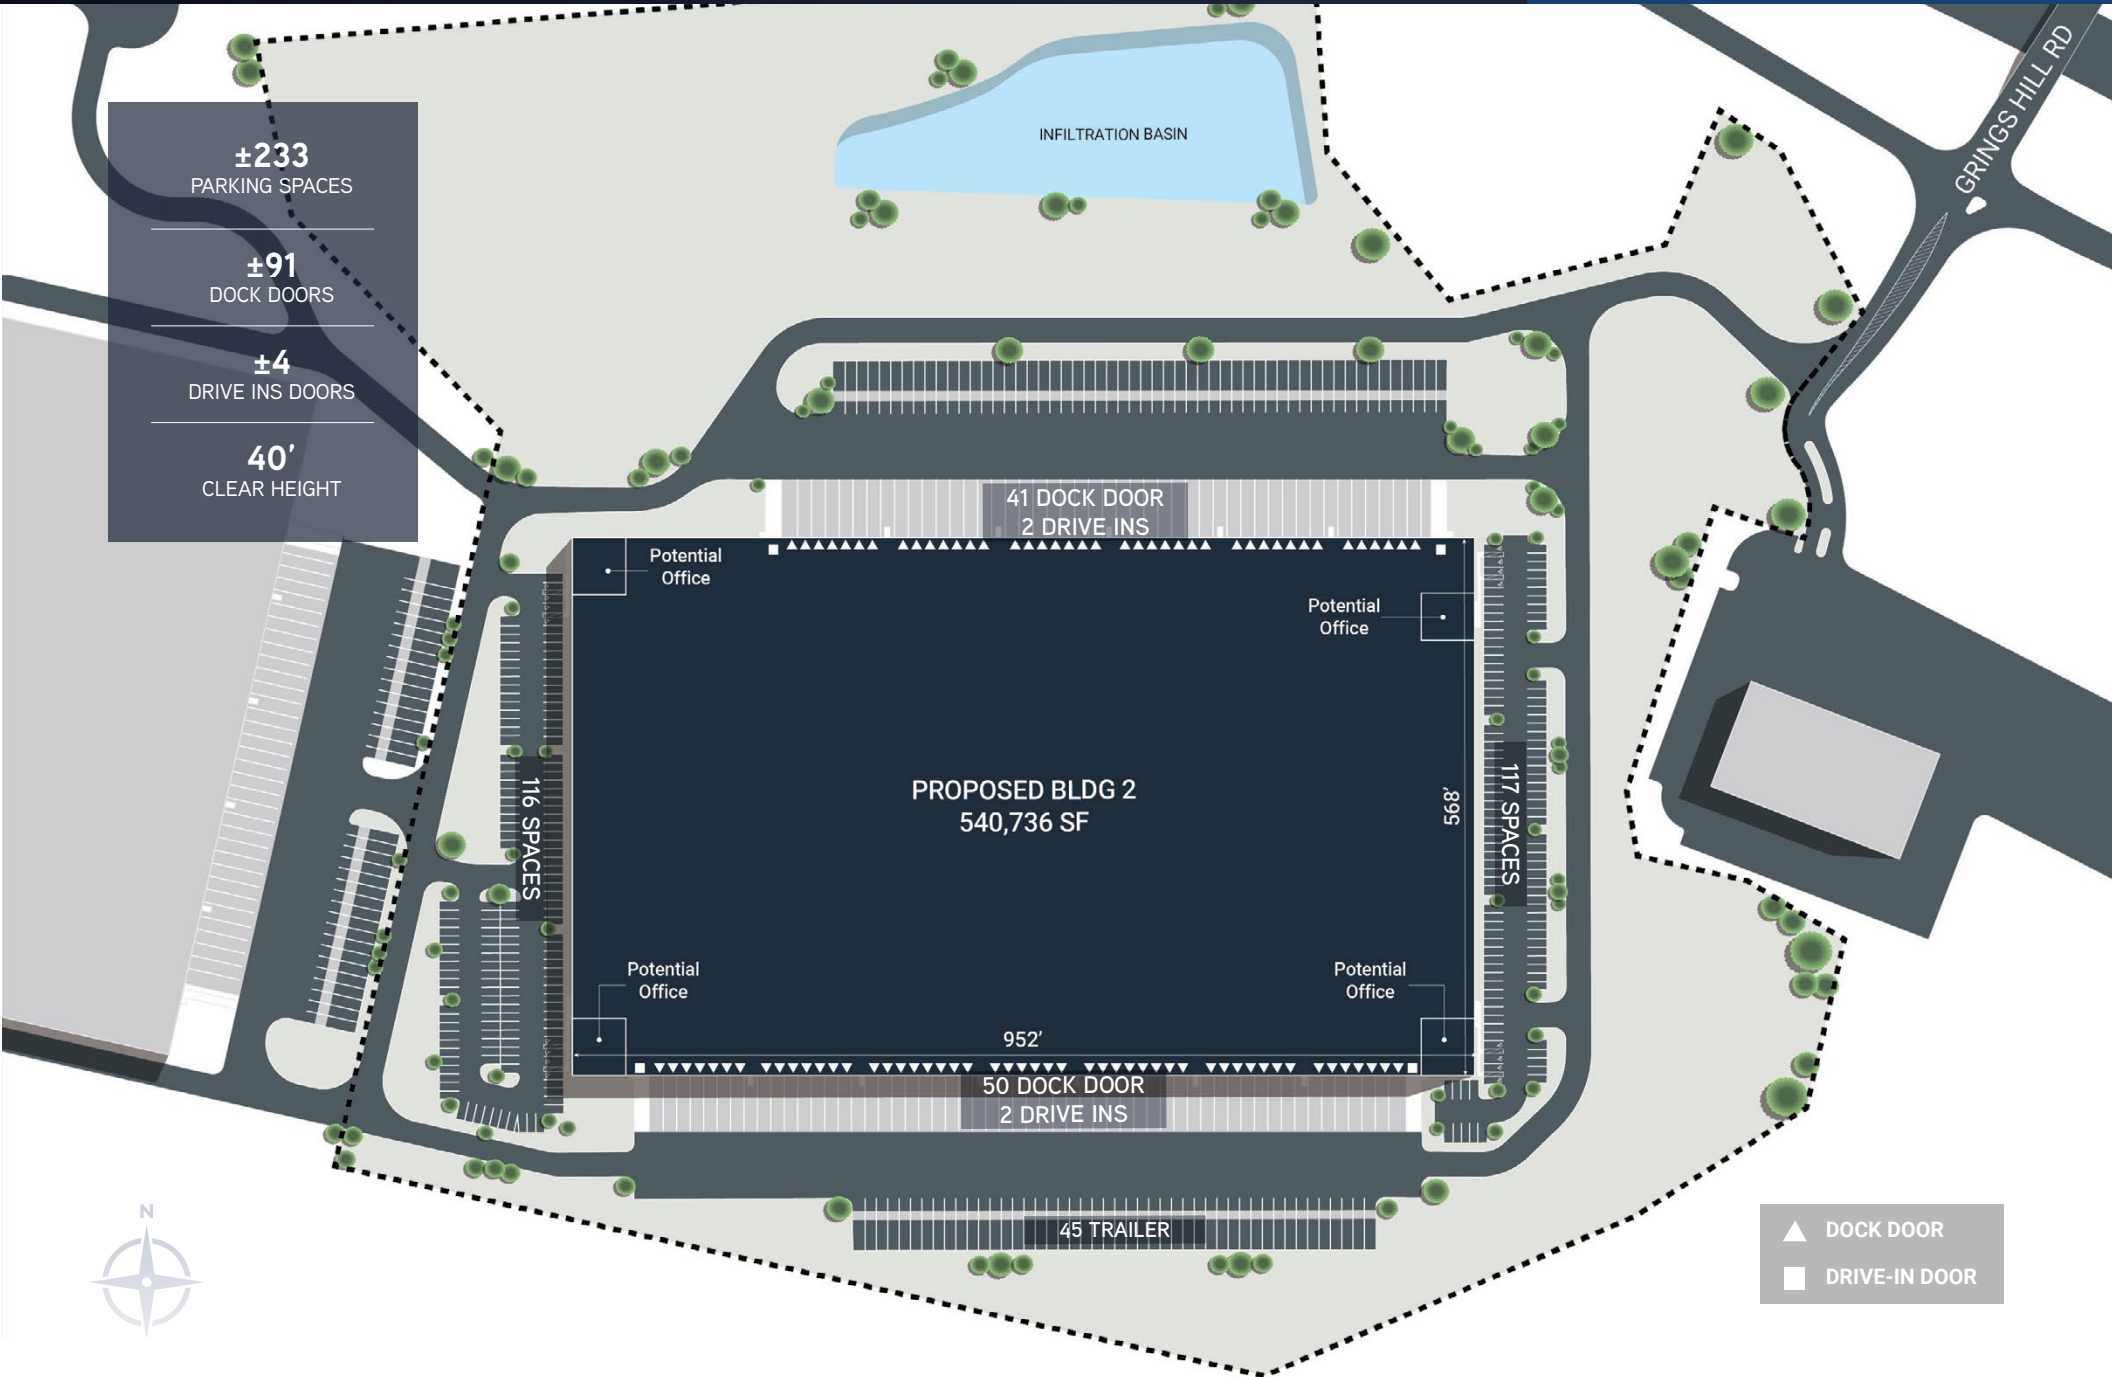 ±233
PARKING SPACES
±91
DOCK DOORS
±4
DRIVE INS DOORS
40′
CLEAR HEIGHT
INFILTRATION BASIN
GRINGS HILL RD
41 DOCK DOOR
2 DRIVE INS
Potential
Office
Potential
Office
PROPOSED BLDG 2
540,736 SF
568′
116 SPACES
117 SPACES
Potential
Office
Potential
Office
952′
50 DOCK DOOR
2 DRIVE INS
45 TRAILER
N
DOCK DOOR
DRIVE-IN DOOR